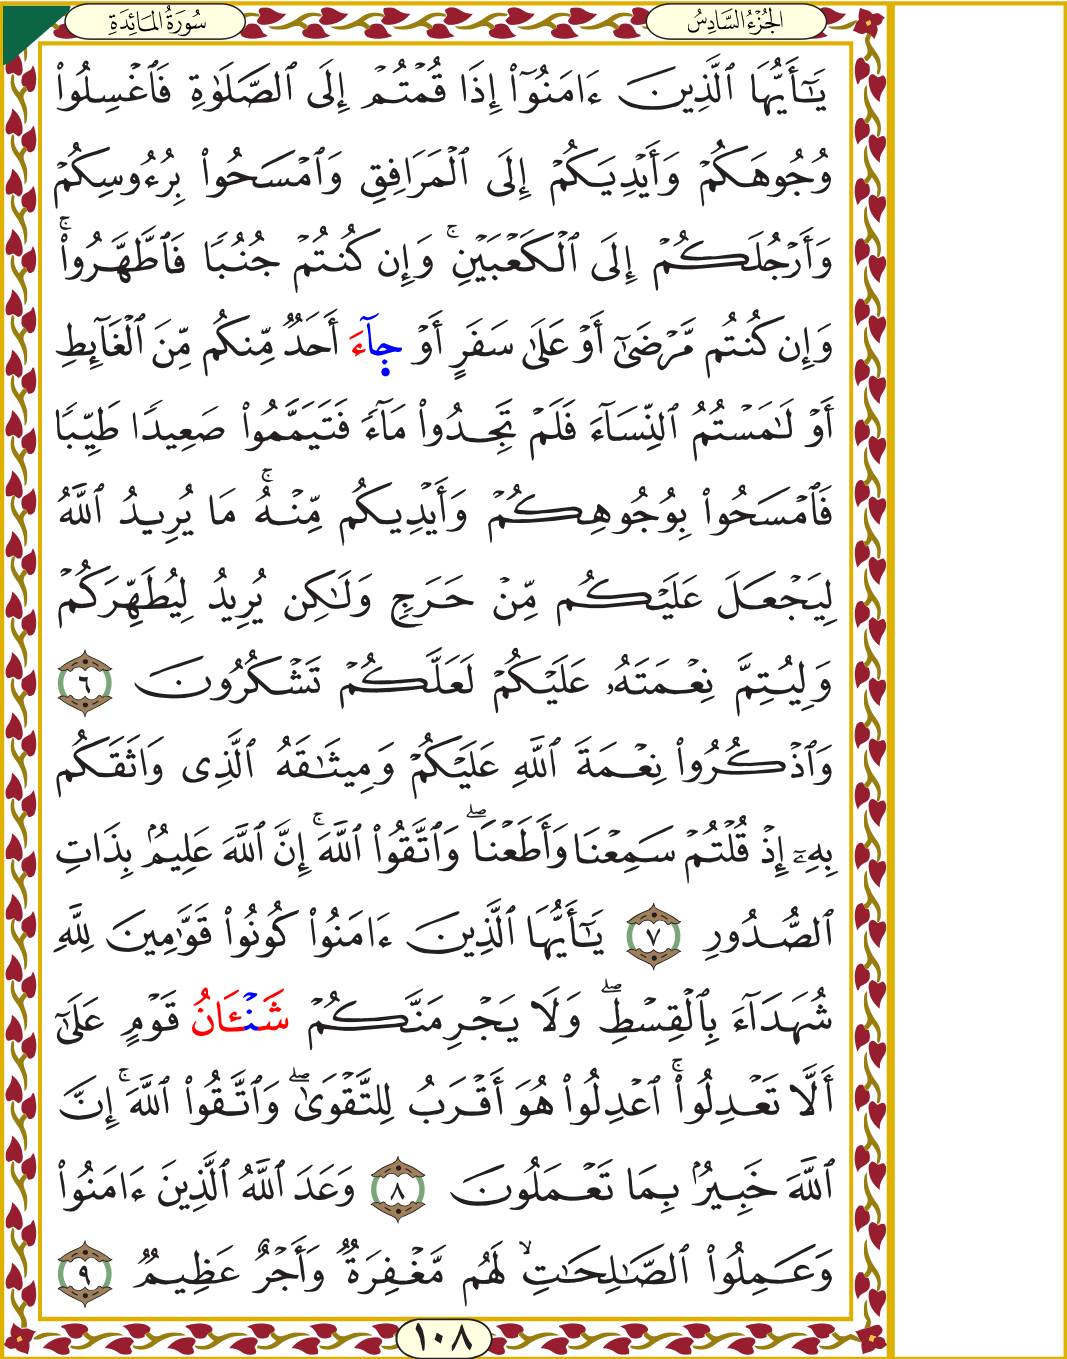 سُورَةُ المَائِدَةِ
الجُزْءُ السَّادِسُ
يَٰٓأَيُّهَا ٱلَّذِينَ ءَامَنُوٓا۟ إِذَا قُمْتُمْ إِلَى ٱلصَّلَوٰةِ فَٱغْسِلُوا۟
وُجُوهَكُمْ وَأَيْدِيَكُمْ إِلَى ٱلْمَرَافِقِ وَٱمْسَحُوا۟ بِرُءُوسِكُمْ
وَأَرْجُلَكُمْ إِلَى ٱلْكَعْبَيْنِ ۚ وَإِن كُنتُمْ جُنُبًا فَٱطَّهَّرُوا۟ ۚ
وَإِن كُنتُم مَّرْضَىٰٓ أَوْ عَلَىٰ سَفَرٍ أَوْ جِآءَ أَحَدٌ مِّنكُم مِّنَ ٱلْغَآئِطِ
أَوْ لَٰمَسْتُمُ ٱلنِّسَآءَ فَلَمْ تَجِدُوا۟ مَآءً فَتَيَمَّمُوا۟ صَعِيدًا طَيِّبًا
فَٱمْسَحُوا۟ بِوُجُوهِكُمْ وَأَيْدِيكُم مِّنْهُ ۚ مَا يُرِيدُ ٱللَّهُ
لِيَجْعَلَ عَلَيْكُم مِّنْ حَرَجٍ وَلَٰكِن يُرِيدُ لِيُطَهِّرَكُمْ
وَلِيُتِمَّ نِعْمَتَهُۥ عَلَيْكُمْ لَعَلَّكُمْ تَشْكُرُونَ ٦
وَٱذْكُرُوا۟ نِعْمَةَ ٱللَّهِ عَلَيْكُمْ وَمِيثَٰقَهُ ٱلَّذِى وَاثَقَكُم
بِهِۦٓ إِذْ قُلْتُمْ سَمِعْنَا وَأَطَعْنَا ۖ وَٱتَّقُوا۟ ٱللَّهَ ۚ إِنَّ ٱللَّهَ عَلِيمٌۢ بِذَاتِ
ٱلصُّدُورِ ٧ يَٰٓأَيُّهَا ٱلَّذِينَ ءَامَنُوا۟ كُونُوا۟ قَوَّٰمِينَ لِلَّهِ
شُهَدَآءَ بِٱلْقِسْطِ ۖ وَلَا يَجْرِمَنَّكُمْ شَنْـَٔانُ قَوْمٍ عَلَىٰٓ
أَلَّا تَعْدِلُوا۟ ۚ ٱعْدِلُوا۟ هُوَ أَقْرَبُ لِلتَّقْوَىٰ ۖ وَٱتَّقُوا۟ ٱللَّهَ ۚ إِنَّ
ٱللَّهَ خَبِيرٌۢ بِمَا تَعْمَلُونَ ٨ وَعَدَ ٱللَّهُ ٱلَّذِينَ ءَامَنُوا۟
وَعَمِلُوا۟ ٱلصَّٰلِحَٰتِ ۙ لَهُم مَّغْفِرَةٌ وَأَجْرٌ عَظِيمٌ ٩
١٠٨